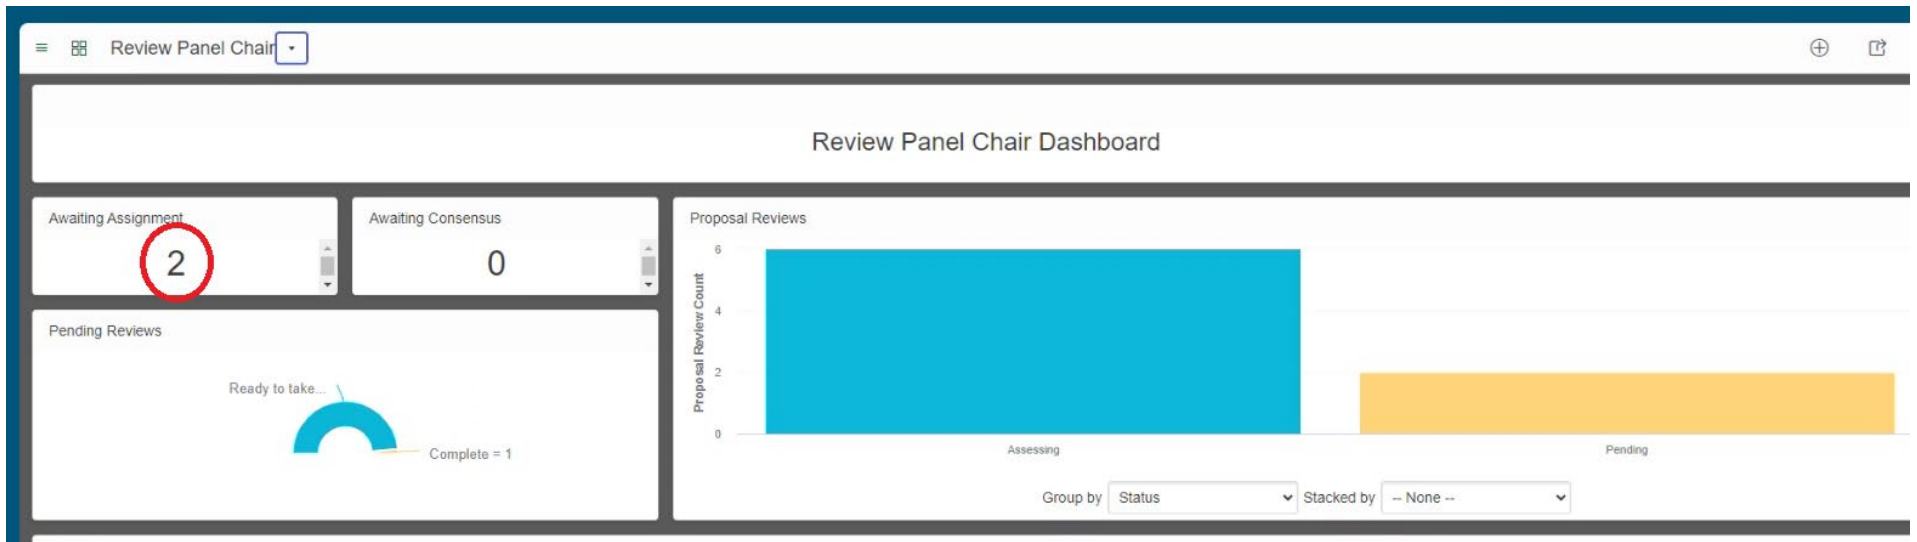 Review Panel Chair
Review Panel Chair Dashboard
Awaiting Assignment
2
Awaiting Consensus
0
Pending Reviews
Ready to take...
Complete = 1
Proposal Reviews
Proposal Review Count
6
4
2
0
Assessing
Pending
Group by Status Stacked by -- None --